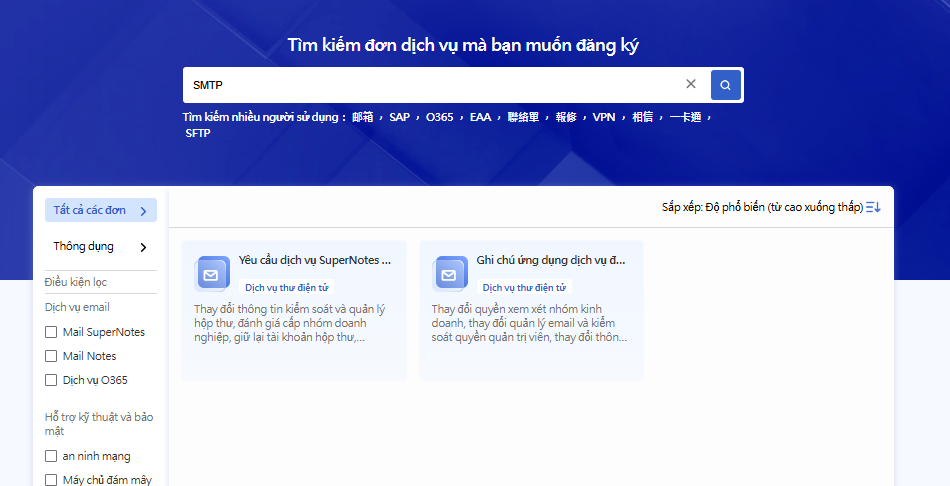 Tìm kiếm đơn dịch vụ mà bạn muốn đăng ký
SMTP
Tìm kiếm nhiều người sử dụng : 邮箱 , SAP , O365 , EAA , 聯絡單 , 報修 , VPN , 相信 , 一卡通 ,
SFTP
Tất cả các đơn
Thông dụng
Điều kiện lọc
Dịch vụ email
Mail SuperNotes
Mail Notes
Dịch vụ O365
Hỗ trợ kỹ thuật và bảo
mật
an ninh mạng
Máy chủ đám mây
Sắp xếp: Độ phổ biến (từ cao xuống thấp)
Yêu cầu dịch vụ SuperNotes ...
Dịch vụ thư điện tử
Thay đổi thông tin kiểm soát và quản lý
hộp thư, đánh giá cấp nhóm doanh
nghiệp, giữ lại tài khoản hộp thư,...
Ghi chú ứng dụng dịch vụ đ...
Dịch vụ thư điện tử
Thay đổi quyền xem xét nhóm kinh
doanh, thay đổi quản lý email và kiểm
soát quyền quản trị viên, thay đổi thôn...